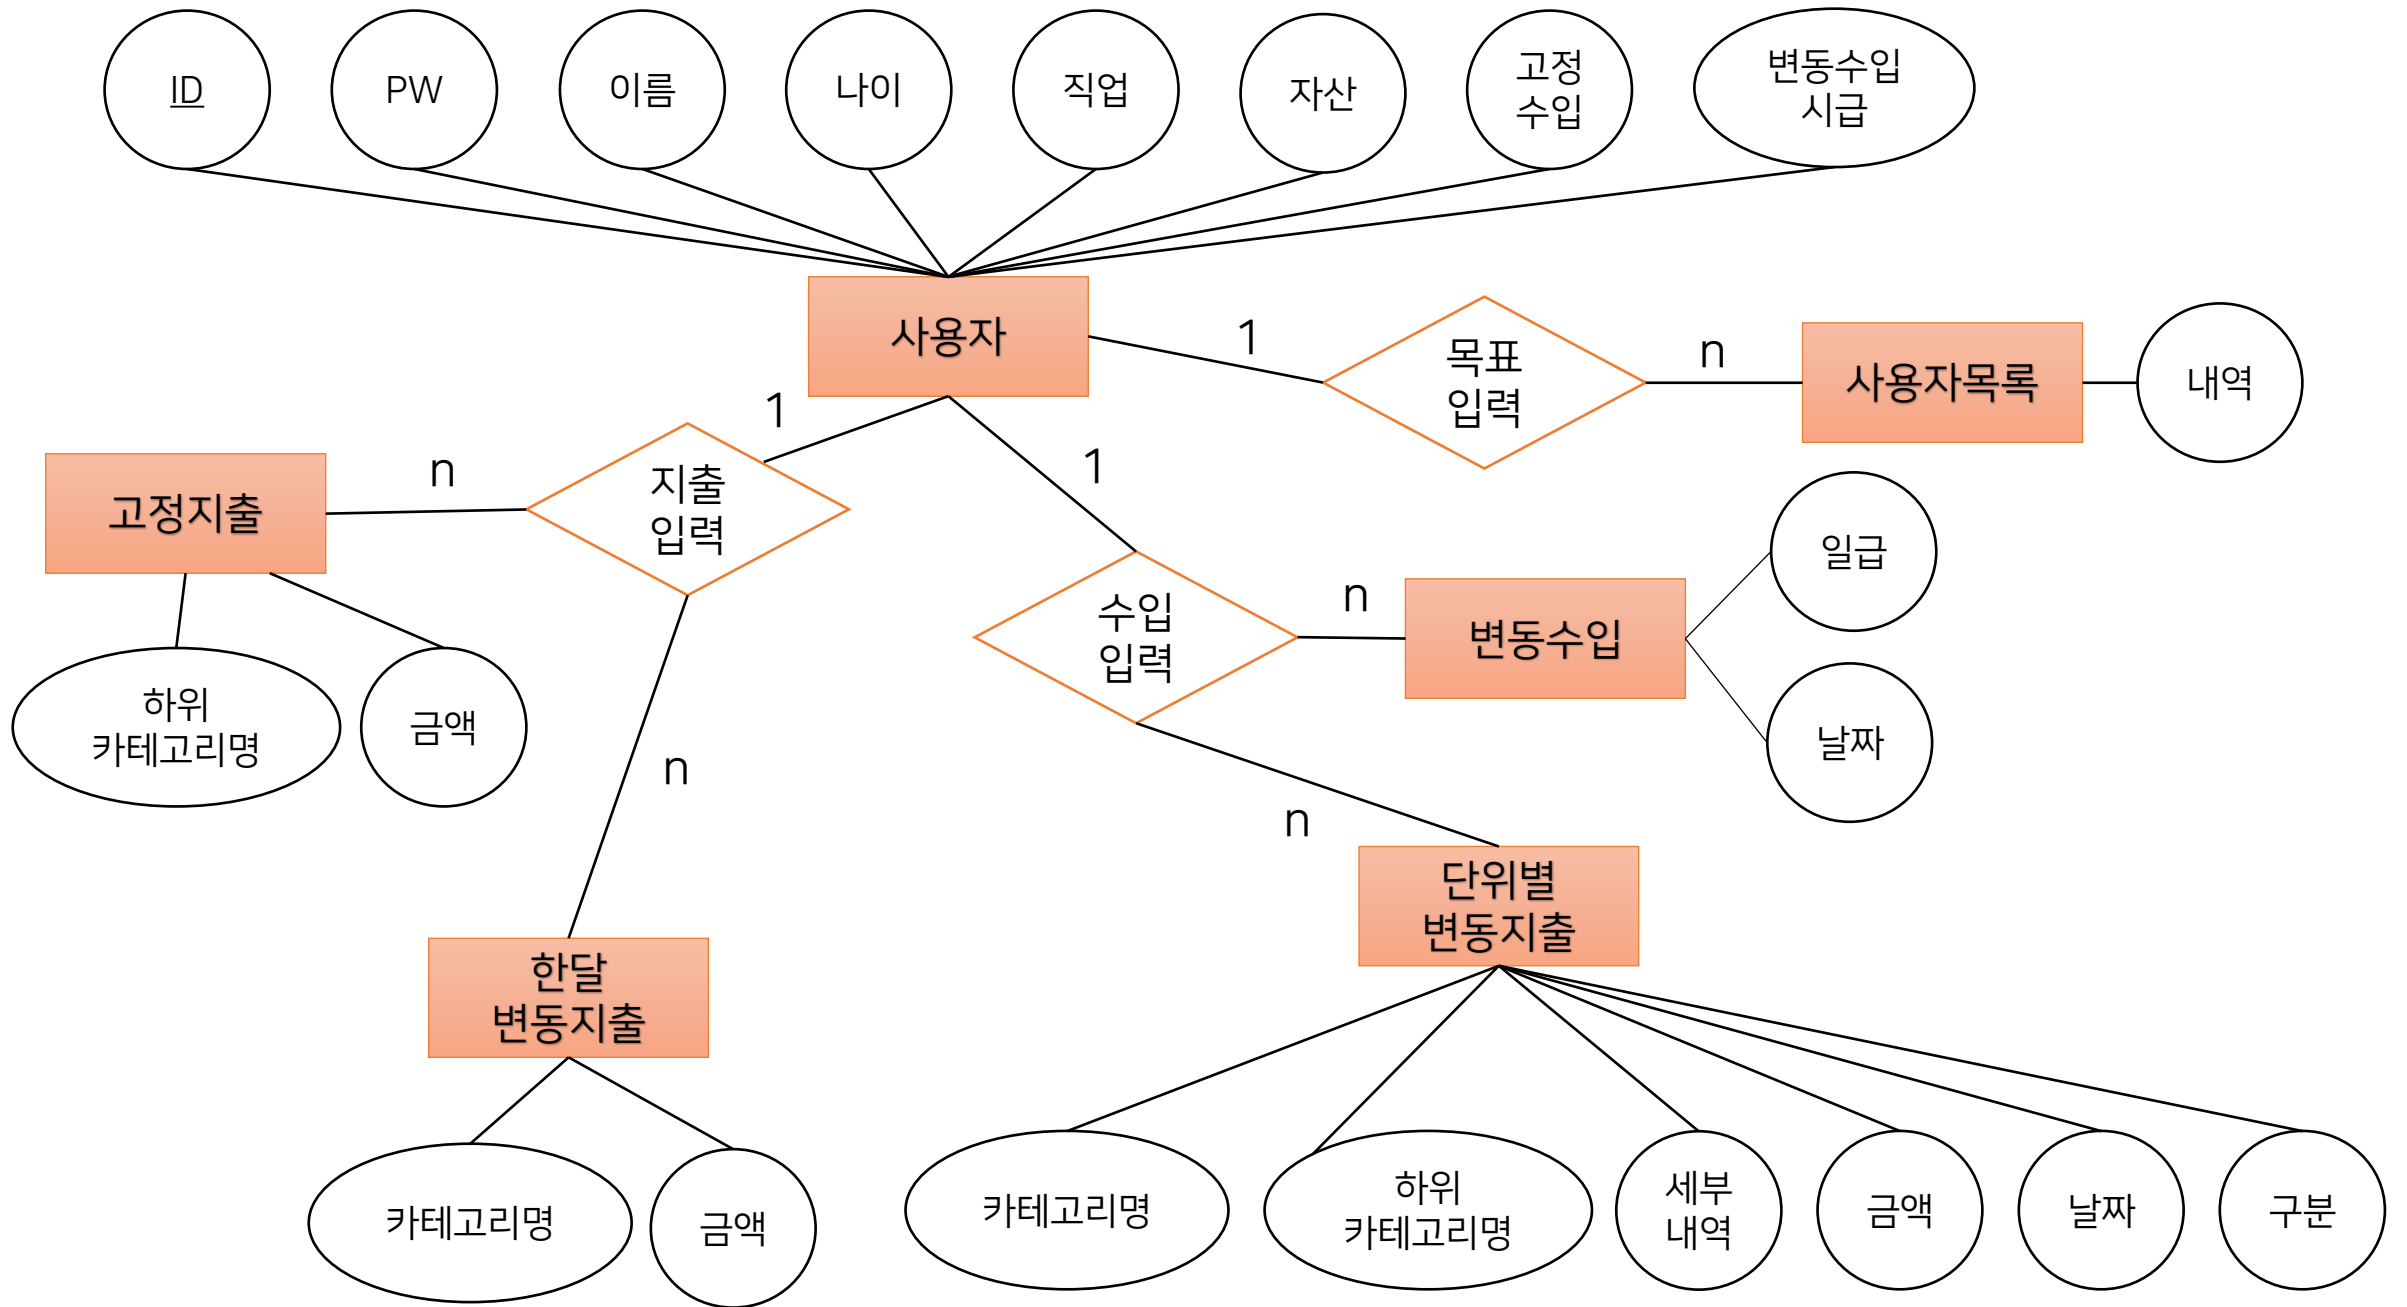 ID
PW
이름
나이
직업
자산
고정
수입
변동수입
시급
사용자
1
목표
입력
n
사용자목록
내역
1
지출
입력
n
고정지출
1
하위
카테고리명
금액
수입
입력
n
변동수입
일급
날짜
n
n
단위별
변동지출
한달
변동지출
카테고리명
금액
카테고리명
하위
카테고리명
세부
내역
금액
날짜
구분